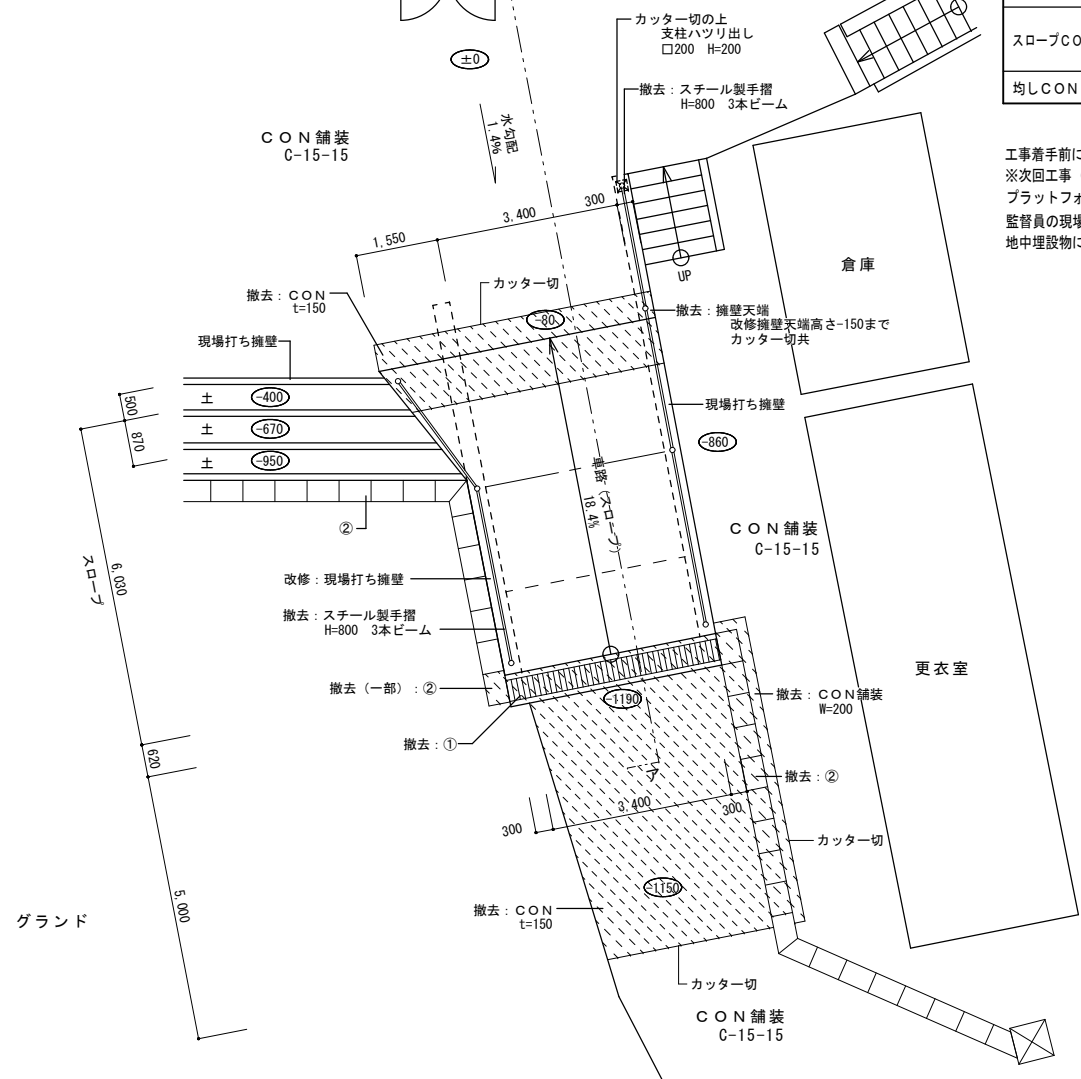 カッター切の上
支柱ハツリ出し
□200 H=200
スロープCO
均しCON
±0
撤去：スチール製手摺
H=800 3本ビーム
CON舗装
C-15-15
水勾配
1.4%
工事着手前に
※次回工事
プラットフォ
監督員の現場
地中埋設物に
300
3,400
1,550
倉庫
UP
カッター切
撤去：CON
t=150
-80
撤去：擁壁天端
改修擁壁天端高さ-150まで
カッター切共
現場打ち擁壁
土
-400
500
土
-670
870
土
-950
現場打ち擁壁
-860
車路（スロープ）
18.4%
CON舗装
C-15-15
②
スロープ
6,030
改修：現場打ち擁壁
撤去：スチール製手摺
H=800 3本ビーム
更衣室
撤去（一部）：②
-1190
撤去：CON舗装
W=200
撤去：①
620
撤去：②
3,400
300
300
カッター切
-1150
5,000
グランド
撤去：CON
t=150
カッター切
CON舗装
C-15-15